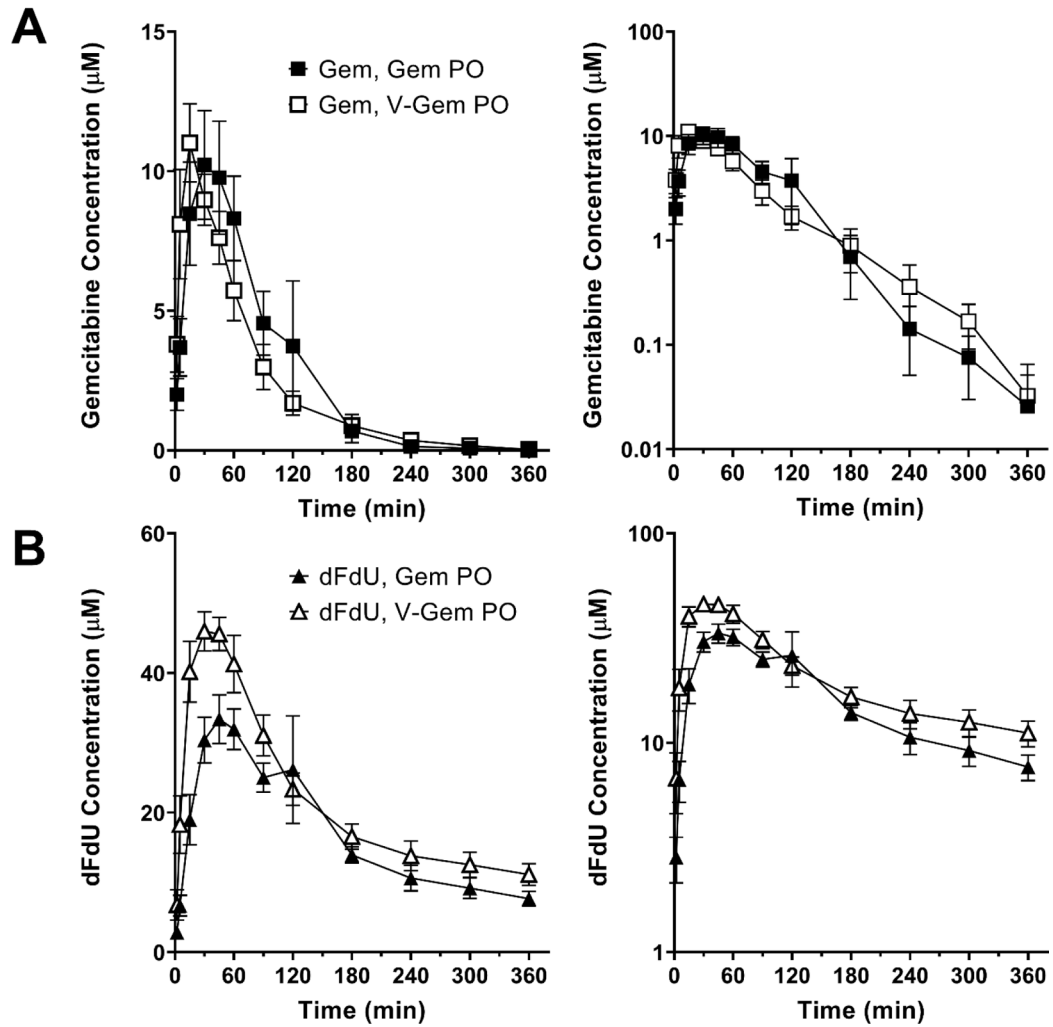 A
Gemcitabine Concentration (μM)
15
10
5
0
Gem, Gem PO
Gem, V-Gem PO
0 60 120 180 240 300 360
Time (min)
Gemcitabine Concentration (μM)
100
10
1
0.1
0.01
0 60 120 180 240 300 360
Time (min)
B
dFdU Concentration (μM)
60
40
20
0
dFdU, Gem PO
dFdU, V-Gem PO
0 60 120 180 240 300 360
Time (min)
dFdU Concentration (μM)
100
10
1
0 60 120 180 240 300 360
Time (min)